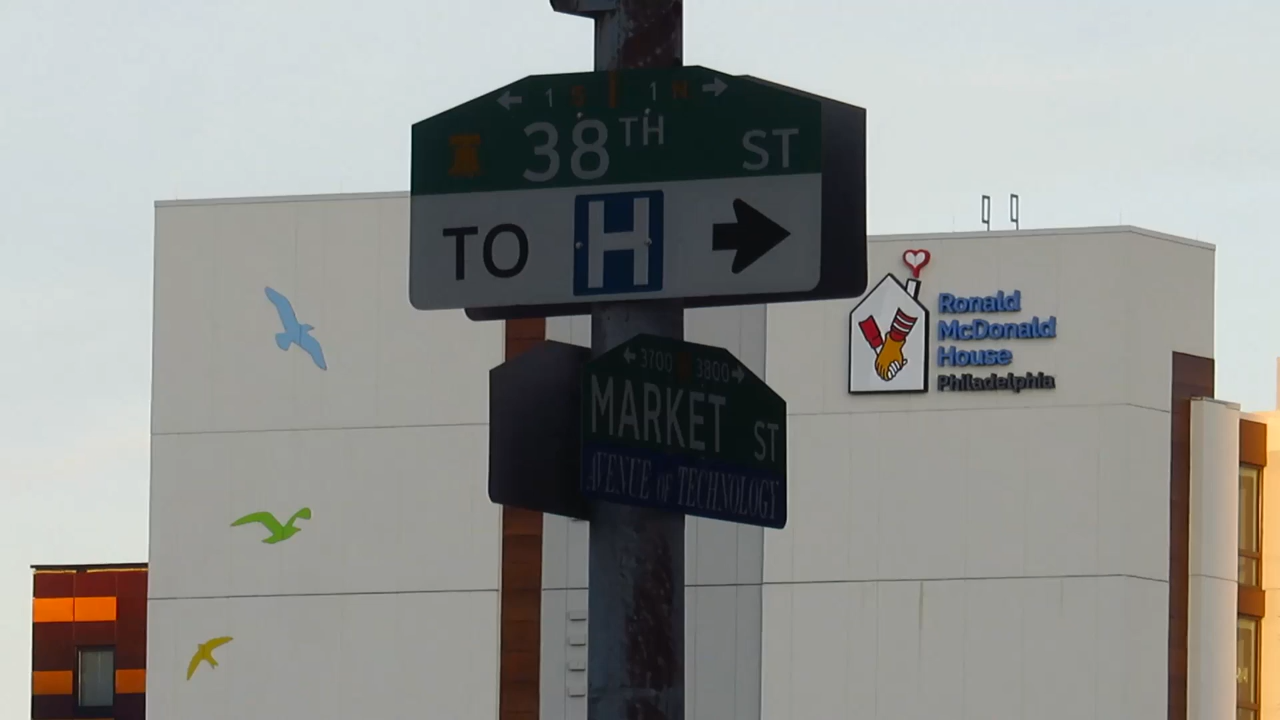 ← 1 S 1 N →
38TH ST
TO H →
← 3700 3800 →
MARKET ST
AVENUE OF TECHNOLOGY
Ronald
McDonald
House
Philadelphia